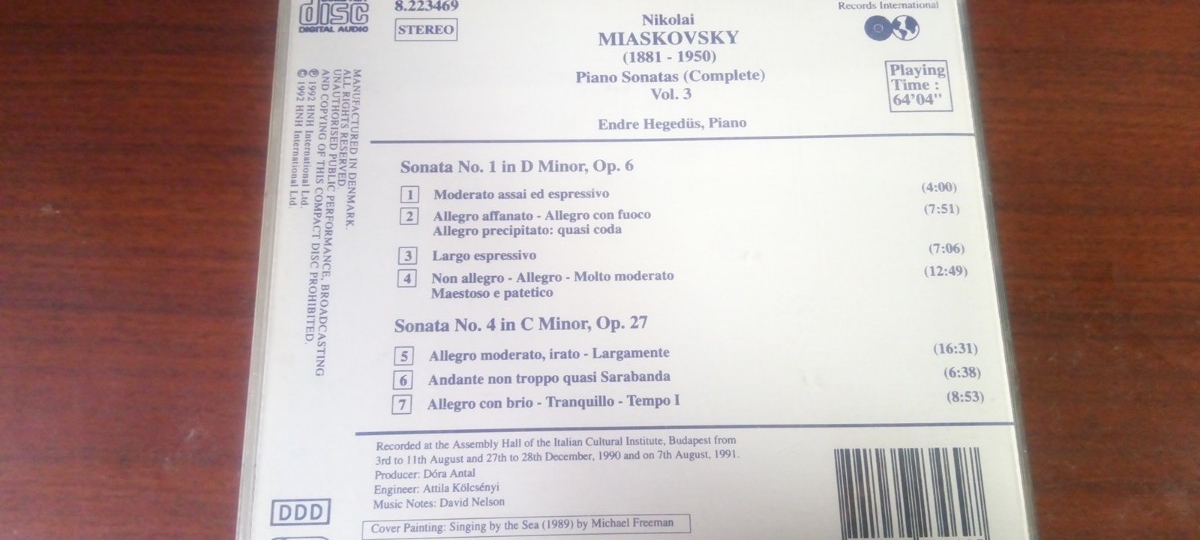 disc
DIGITAL AUDIO
8.223469
STEREO
Nikolai
MIASKOVSKY
(1881 - 1950)
Piano Sonatas (Complete)
Vol. 3
Endre Hegedüs, Piano
Records International
Playing
Time :
64'04"
MANUFACTURED IN DENMARK.
ALL RIGHTS RESERVED.
UNAUTHORISED PUBLIC PERFORMANCE, BROADCASTING
AND COPYING OF THIS COMPACT DISC PROHIBITED.
℗ 1992 HNH International Ltd.
© 1992 HNH International Ltd.
Sonata No. 1 in D Minor, Op. 6
1 Moderato assai ed espressivo (4:00)
2 Allegro affanato - Allegro con fuoco (7:51)
Allegro precipitato: quasi coda
3 Largo espressivo (7:06)
4 Non allegro - Allegro - Molto moderato (12:49)
Maestoso e patetico
Sonata No. 4 in C Minor, Op. 27
5 Allegro moderato, irato - Largamente (16:31)
6 Andante non troppo quasi Sarabanda (6:38)
7 Allegro con brio - Tranquillo - Tempo I (8:53)
Recorded at the Assembly Hall of the Italian Cultural Institute, Budapest from
3rd to 11th August and 27th to 28th December, 1990 and on 7th August, 1991.
Producer: Dóra Antal
Engineer: Attila Kölcsényi
Music Notes: David Nelson
DDD
Cover Painting: Singing by the Sea (1989) by Michael Freeman